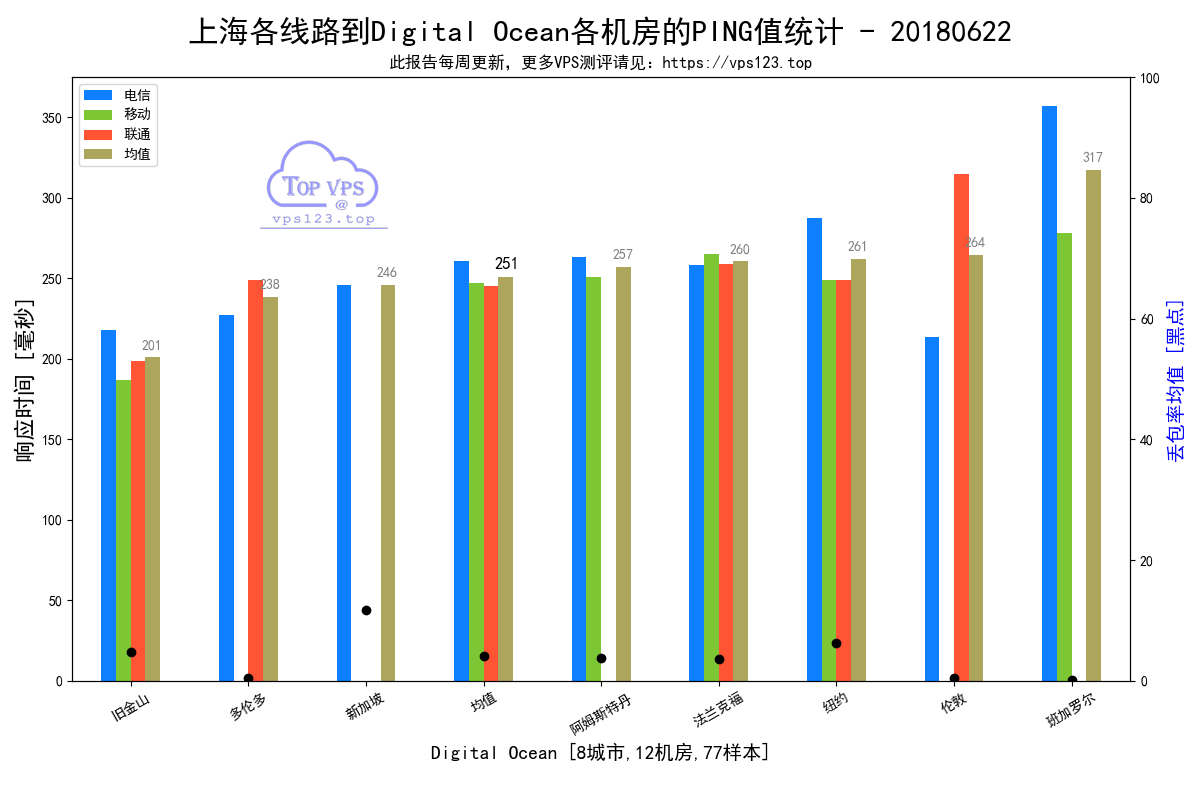 上海各线路到Digital Ocean各机房的PING值统计 - 20180622
此报告每周更新，更多VPS测评请见：https://vps123.top
电信
移动
联通
均值
TOP VPS
@
vps123.top
响应时间 [毫秒]
350
300
250
200
150
100
50
0
201
238
246
251
257
260
261
264
317
100
80
60
40
20
0
丢包率均值 [黑点]
旧金山
多伦多
新加坡
均值
阿姆斯特丹
法兰克福
纽约
伦敦
班加罗尔
Digital Ocean [8城市,12机房,77样本]